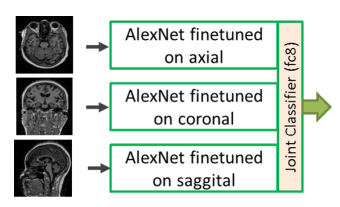 AlexNet finetuned
on axial
AlexNet finetuned
on coronal
AlexNet finetuned
on saggital
Joint Classifier (fc8)